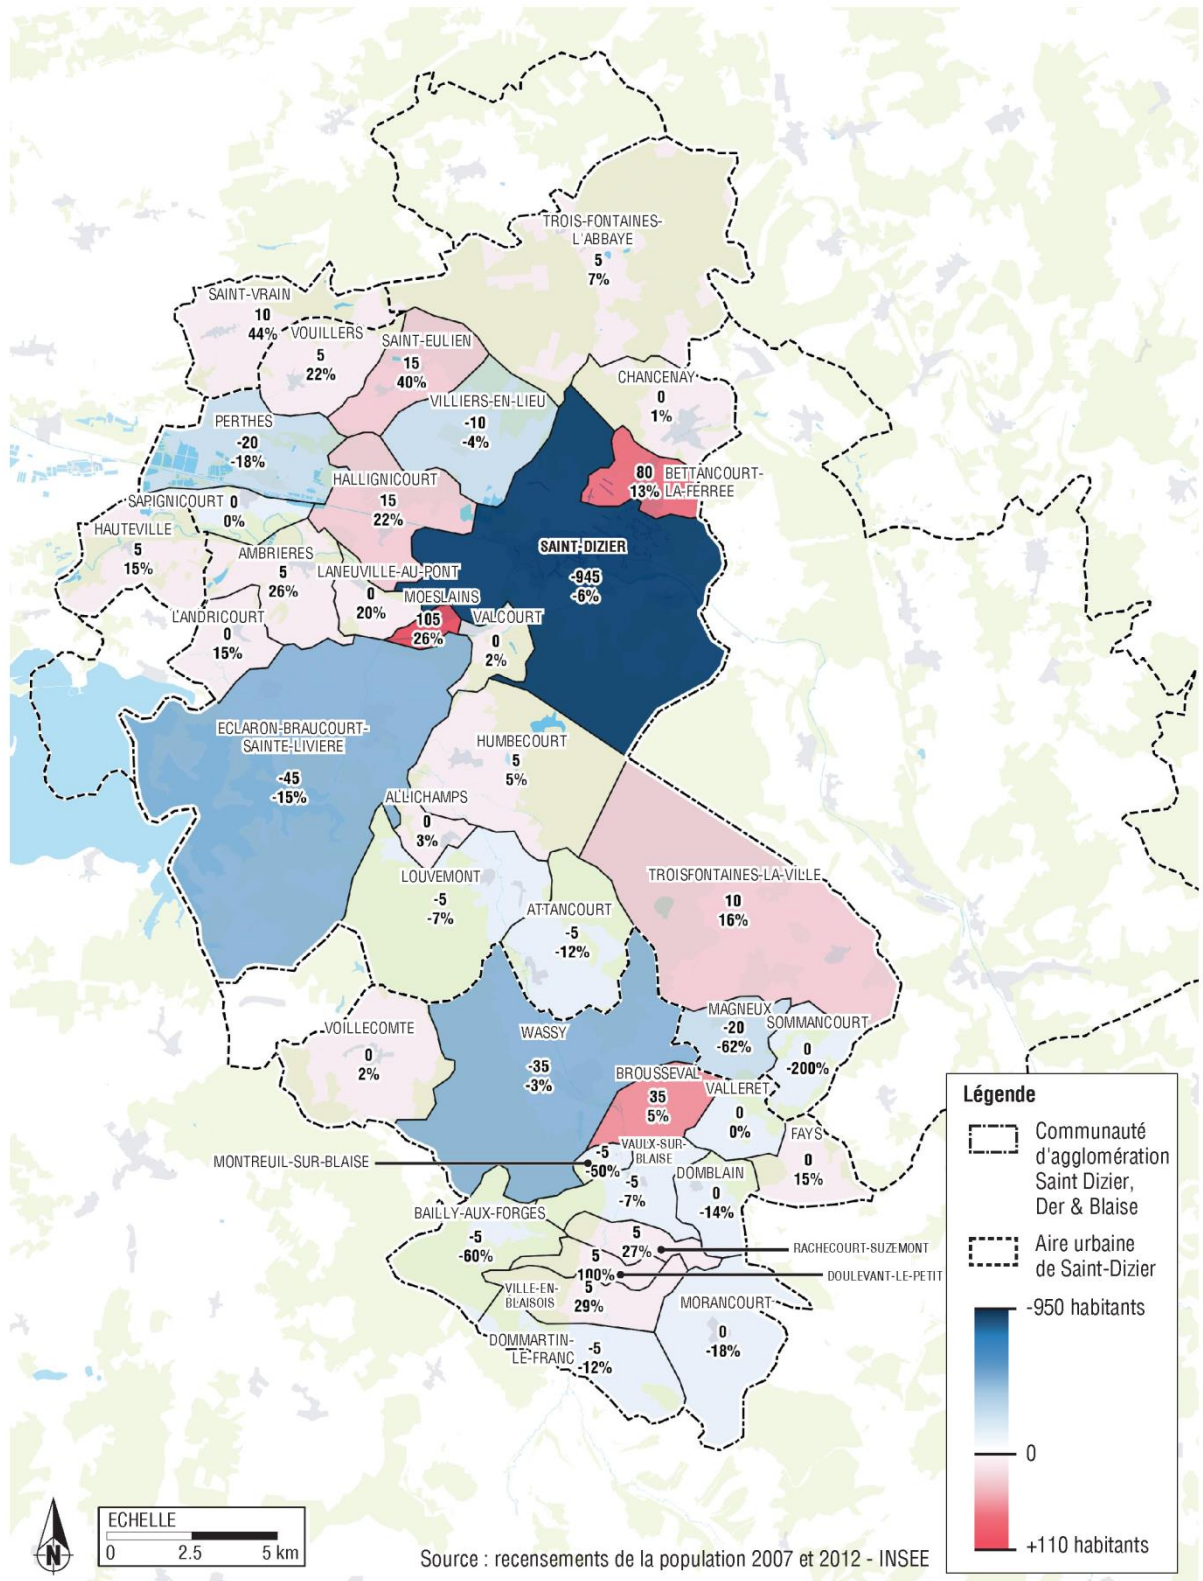 TROIS-FONTAINES-
L'ABBAYE
5
7%
SAINT-VRAIN
10
44%
VOUILLERS
5
22%
SAINT-EULIEN
15
40%
CHANCENAY
0
1%
VILLIERS-EN-LIEU
-10
-4%
PERTHES
-20
-18%
BETTANCOURT-
LA-FERREE
80
13%
HALLIGNICOURT
15
22%
SAPIGNICOURT
0
0%
HAUTEVILLE
5
15%
AMBRIERES
5
26%
SAINT-DIZIER
-945
-6%
LANEUVILLE-AU-PONT
0
20%
MOESLAINS
105
26%
VALCOURT
0
2%
LANDRICOURT
0
15%
ECLARON-BRAUCOURT-
SAINTE-LIVIERE
-45
-15%
HUMBECOURT
5
5%
ALLICHAMPS
0
3%
LOUVEMONT
-5
-7%
TROISFONTAINES-LA-VILLE
10
16%
ATTANCOURT
-5
-12%
MAGNEUX
-20
-62%
SOMMANCOURT
0
-200%
VOILLECOMTE
0
2%
WASSY
-35
-3%
BROUSSEVAL
35
5%
VALLERET
0
0%
FAYS
0
15%
MONTREUIL-SUR-BLAISE
-5
-50%
VAULX-SUR-
BLAISE
-5
-7%
DOMBLAIN
0
-14%
BAILLY-AUX-FORGES
-5
-60%
5
27%
RACHECOURT-SUZEMONT
5
100%
DOULEVANT-LE-PETIT
VILLE-EN-
BLAISOIS
5
29%
MORANCOURT
0
-18%
DOMMARTIN-
LE-FRANC
-5
-12%
Légende
Communauté
d'agglomération
Saint Dizier,
Der & Blaise
Aire urbaine
de Saint-Dizier
-950 habitants
0
+110 habitants
N
ECHELLE
0 2.5 5 km
Source : recensements de la population 2007 et 2012 - INSEE